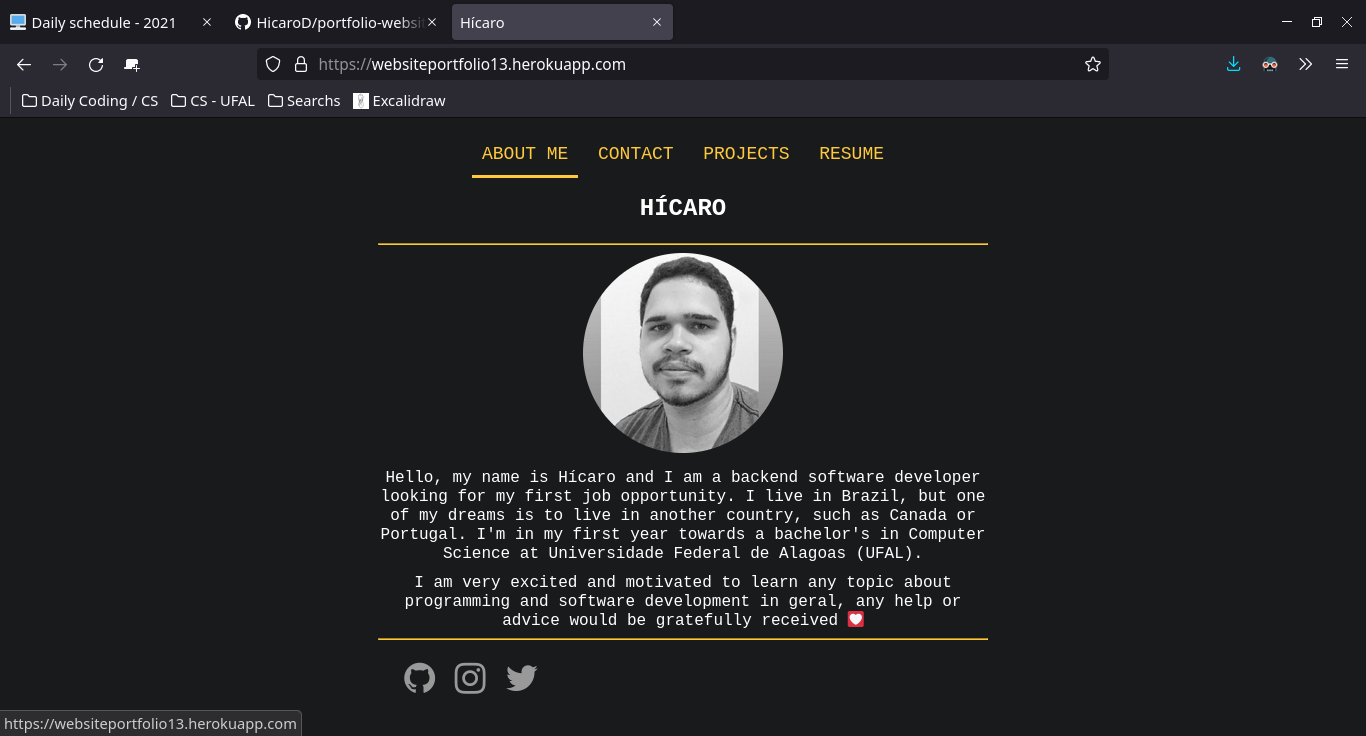 Daily schedule - 2021
HicaroD/portfolio-websit
Hícaro
https://websiteportfolio13.herokuapp.com
Daily Coding / CS
CS - UFAL
Searchs
Excalidraw
ABOUT ME
CONTACT
PROJECTS
RESUME
HÍCARO
Hello, my name is Hícaro and I am a backend software developer
looking for my first job opportunity. I live in Brazil, but one
of my dreams is to live in another country, such as Canada or
Portugal. I'm in my first year towards a bachelor's in Computer
Science at Universidade Federal de Alagoas (UFAL).
I am very excited and motivated to learn any topic about
programming and software development in geral, any help or
advice would be gratefully received 💟
https://websiteportfolio13.herokuapp.com